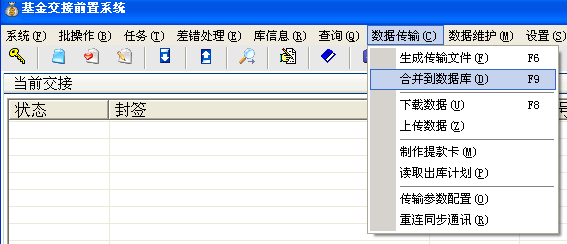 基金交接前置系统
系统(F) 批操作(B) 任务(T) 差错处理(E) 库信息(R) 查询(Q) 数据传输(C) 数据维护(M) 设置(S)
生成传输文件(F) F6
合并到数据库(D) F9
当前交接
下载数据(U) F8
状态 封签
上传数据(Z)
制作提款卡(M)
读取出库计划(P)
传输参数配置(O)
重连同步通讯(R)